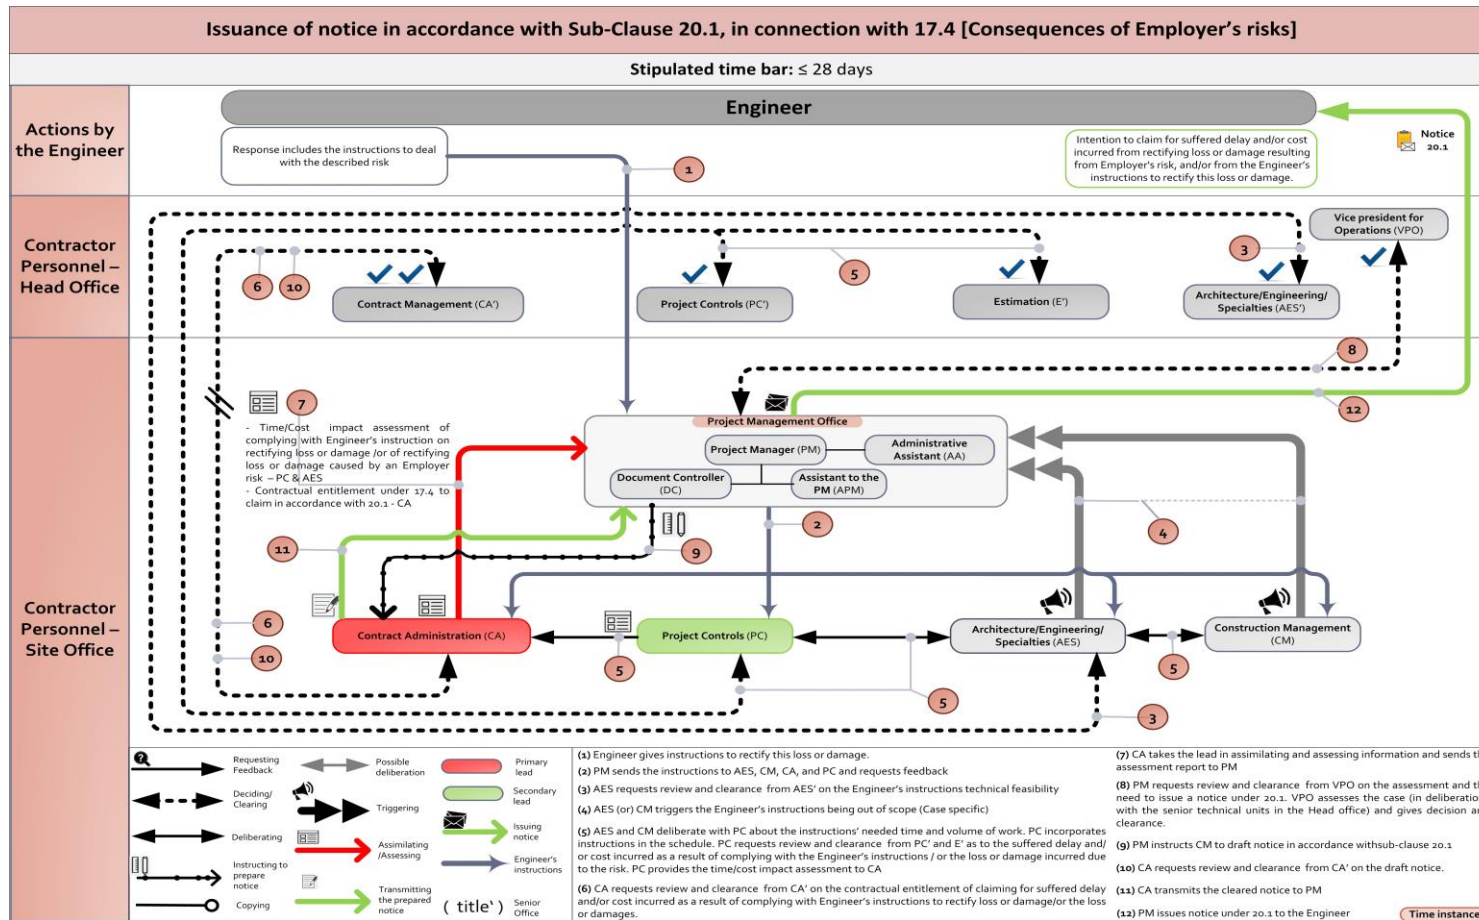 Issuance of notice in accordance with Sub-Clause 20.1, in connection with 17.4 [Consequences of Employer's risks]
Stipulated time bar: ≤ 28 days
Actions by
the Engineer
Engineer
Response includes the instructions to deal
with the described risk
1
Intention to claim for suffered delay and/or cost
incurred from rectifying loss or damage resulting
from Employer's risk, and/or from the Engineer's
instructions to rectify this loss or damage.
Notice
20.1
Contractor
Personnel –
Head Office
6
10
Contract Management (CA')
Project Controls (PC')
5
Estimation (E')
3
Architecture/Engineering/
Specialties (AES')
Vice president for
Operations (VPO)
8
12
Contractor
Personnel –
Site Office
7
- Time/Cost impact assessment of
complying with Engineer's instruction on
rectifying loss or damage /or of rectifying
loss or damage caused by an Employer
risk – PC & AES
- Contractual entitlement under 17.4 to
claim in accordance with 20.1 - CA
Project Management Office
Project Manager (PM)
Administrative
Assistant (AA)
Document Controller
(DC)
Assistant to the
PM (APM)
2
4
11
9
6
10
Contract Administration (CA)
5
Project Controls (PC)
5
Architecture/Engineering/
Specialties (AES)
5
Construction Management
(CM)
3
Requesting
Feedback
Deciding/
Clearing
Deliberating
Instructing to
prepare
notice
Copying
Possible
deliberation
Triggering
Assimilating
/Assessing
Transmitting
the prepared
notice
Primary
lead
Secondary
lead
Issuing
notice
Engineer's
instructions
( title' )
Senior
Office
(1) Engineer gives instructions to rectify this loss or damage.
(2) PM sends the instructions to AES, CM, CA, and PC and requests feedback
(3) AES requests review and clearance from AES' on the Engineer's instructions technical feasibility
(4) AES (or) CM triggers the Engineer's instructions being out of scope (Case specific)
(5) AES and CM deliberate with PC about the instructions' needed time and volume of work. PC incorporates
instructions in the schedule. PC requests review and clearance from PC' and E' as to the suffered delay and/
or cost incurred as a result of complying with the Engineer's instructions / or the loss or damage incurred due
to the risk. PC provides the time/cost impact assessment to CA
(6) CA requests review and clearance from CA' on the contractual entitlement of claiming for suffered delay
and/or cost incurred as a result of complying with Engineer's instructions to rectify loss or damage/or the loss
or damages.
(7) CA takes the lead in assimilating and assessing information and sends th
assessment report to PM
(8) PM requests review and clearance from VPO on the assessment and th
need to issue a notice under 20.1. VPO assesses the case (in deliberation
with the senior technical units in the Head office) and gives decision an
clearance.
(9) PM instructs CM to draft notice in accordance withsub-clause 20.1
(10) CA requests review and clearance from CA' on the draft notice.
(11) CA transmits the cleared notice to PM
(12) PM issues notice under 20.1 to the Engineer
Time instance